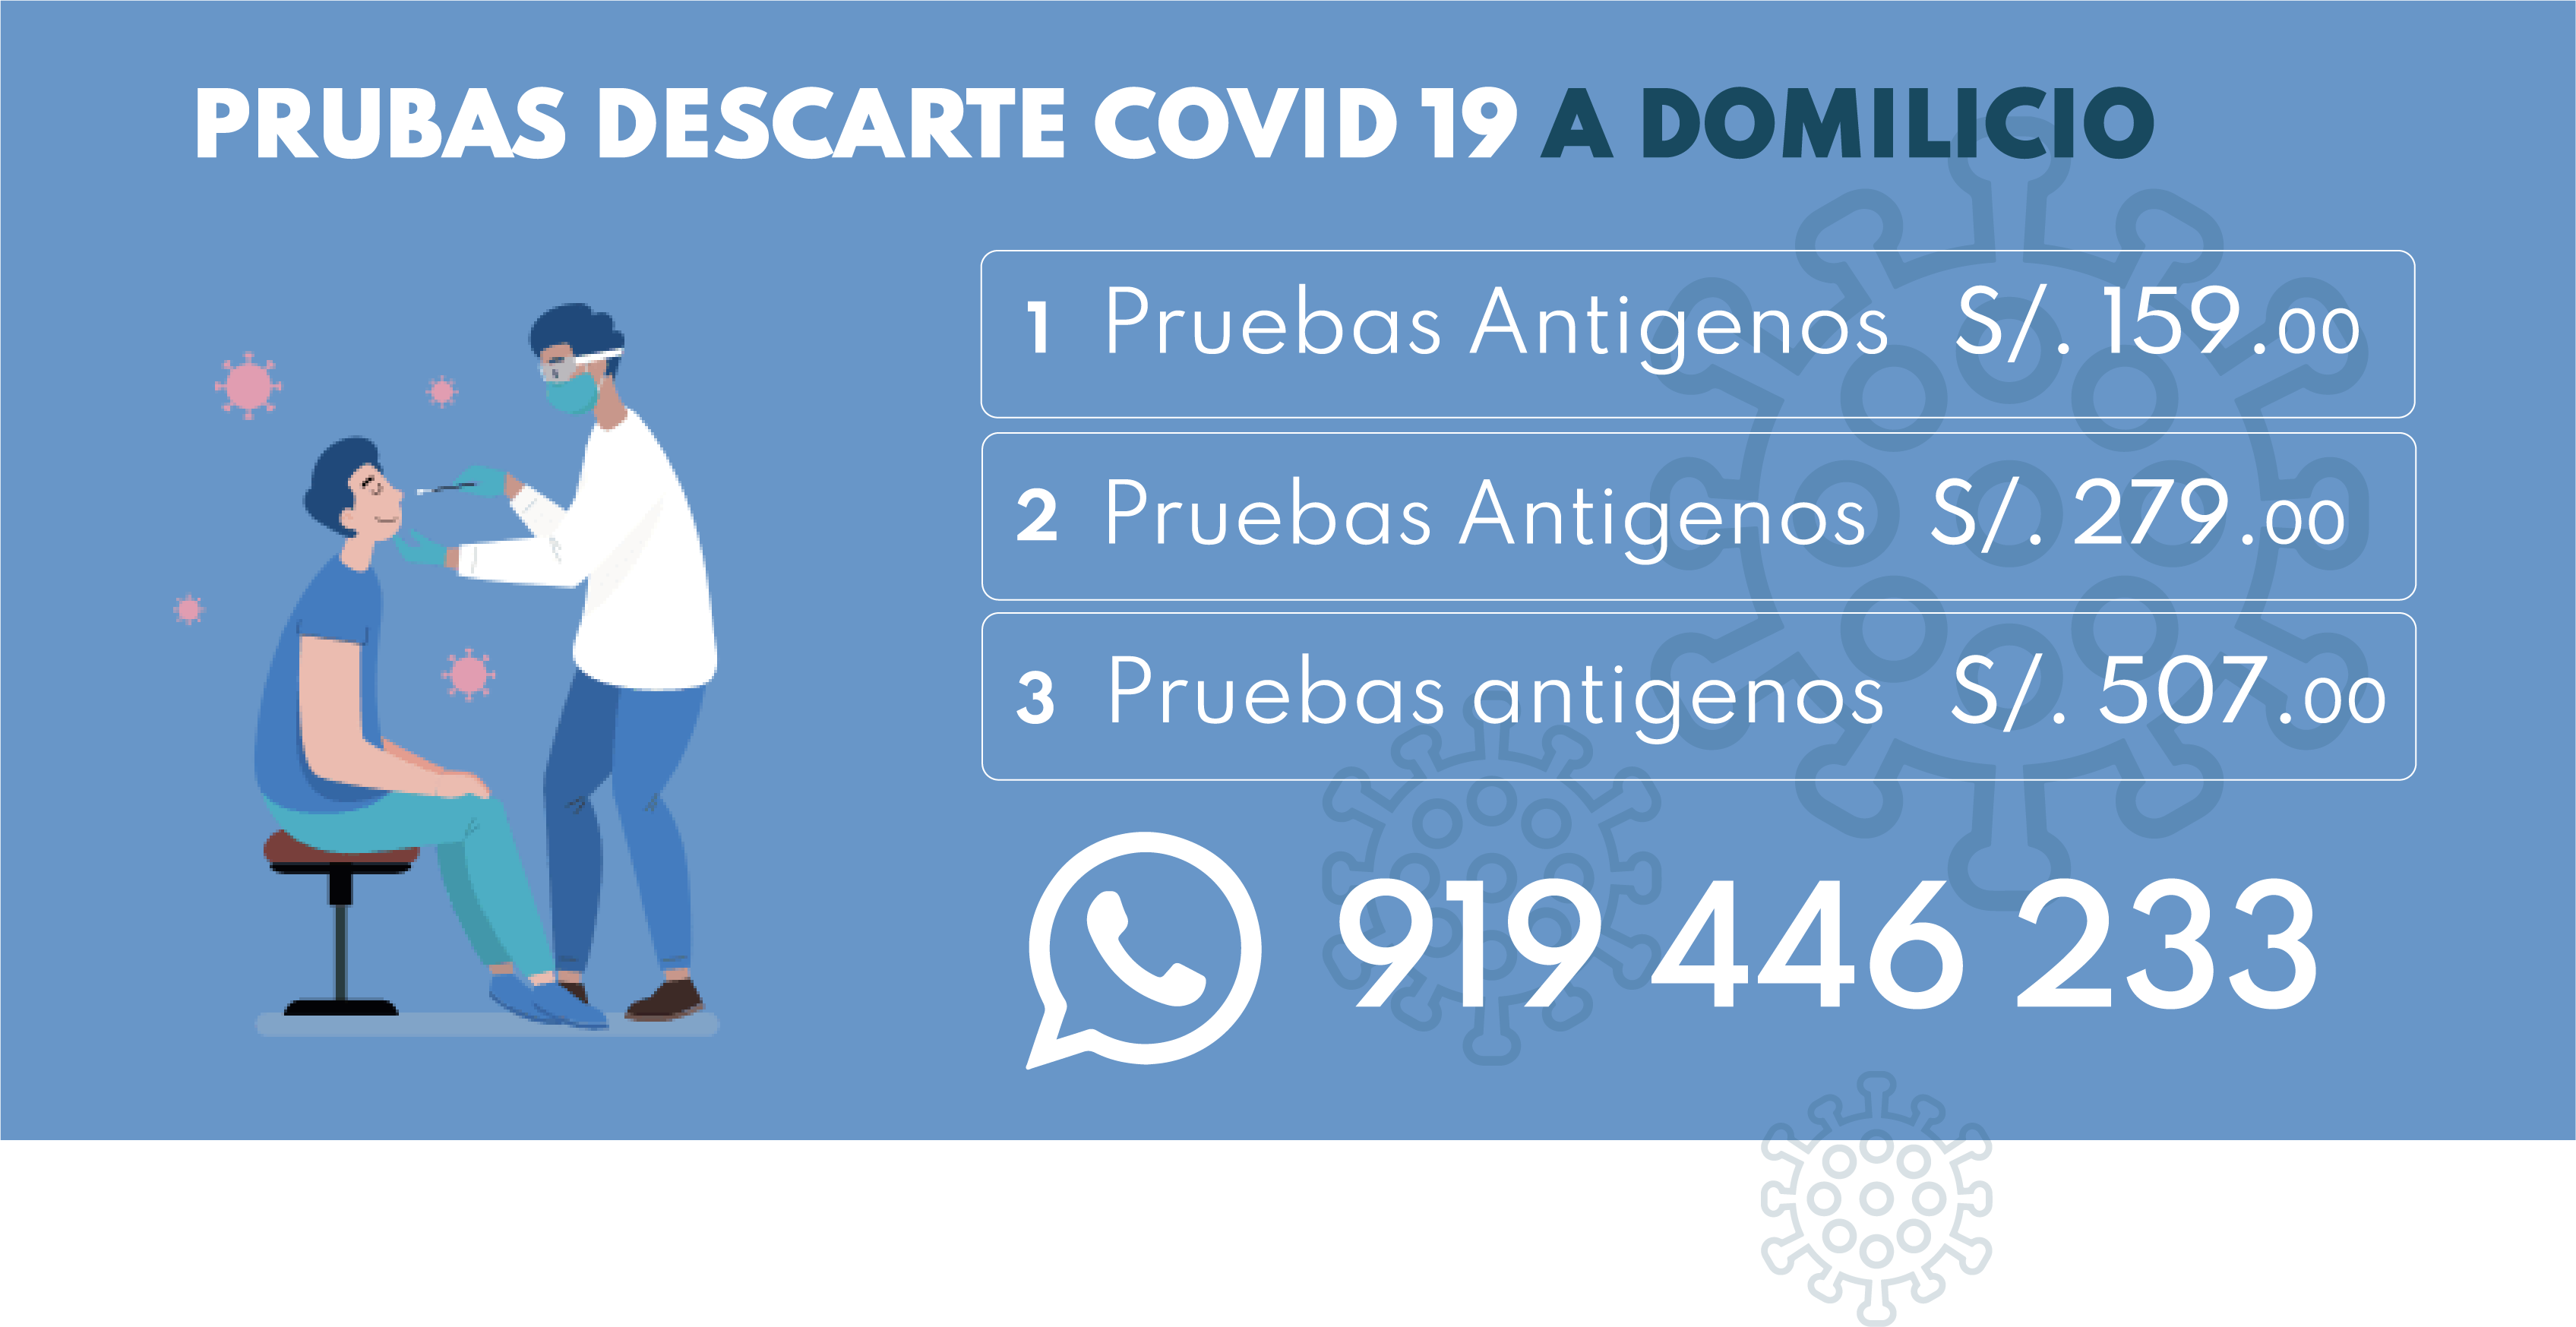 PRUBAS DESCARTE COVID 19 A DOMILICIO
1 Pruebas Antigenos S/. 159.00
2 Pruebas Antigenos S/. 279.00
3 Pruebas antigenos S/. 507.00
919 446 233